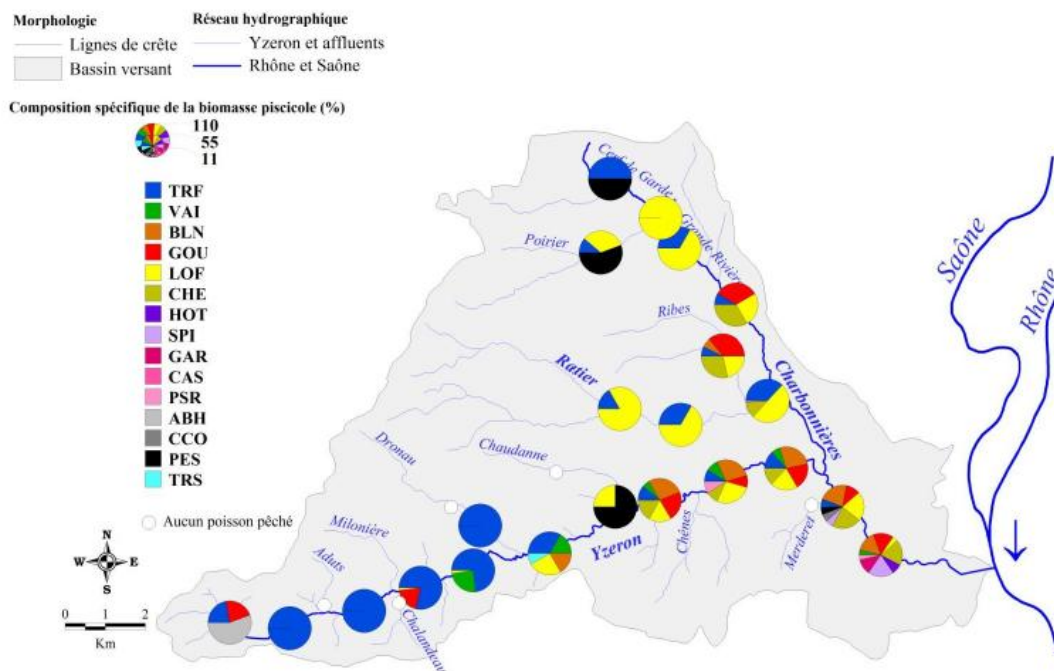 Morphologie
Lignes de crête
Bassin versant
Réseau hydrographique
Yzeron et affluents
Rhône et Saône
Composition spécifique de la biomasse piscicole (%)
110
55
11
TRF
VAI
BLN
GOU
LOF
CHE
HOT
SPI
GAR
CAS
PSR
ABH
CCO
PES
TRS
Aucun poisson pêché
N
W E
S
0 1 2
Km
de Garde
Gronde Rivière
Poirier
Ribes
Ratier
Charbonnières
Dronau
Chaudanne
Milonière
Aduts
Chalandeau
Yzeron
Chênes
Merderet
Saône
Rhône